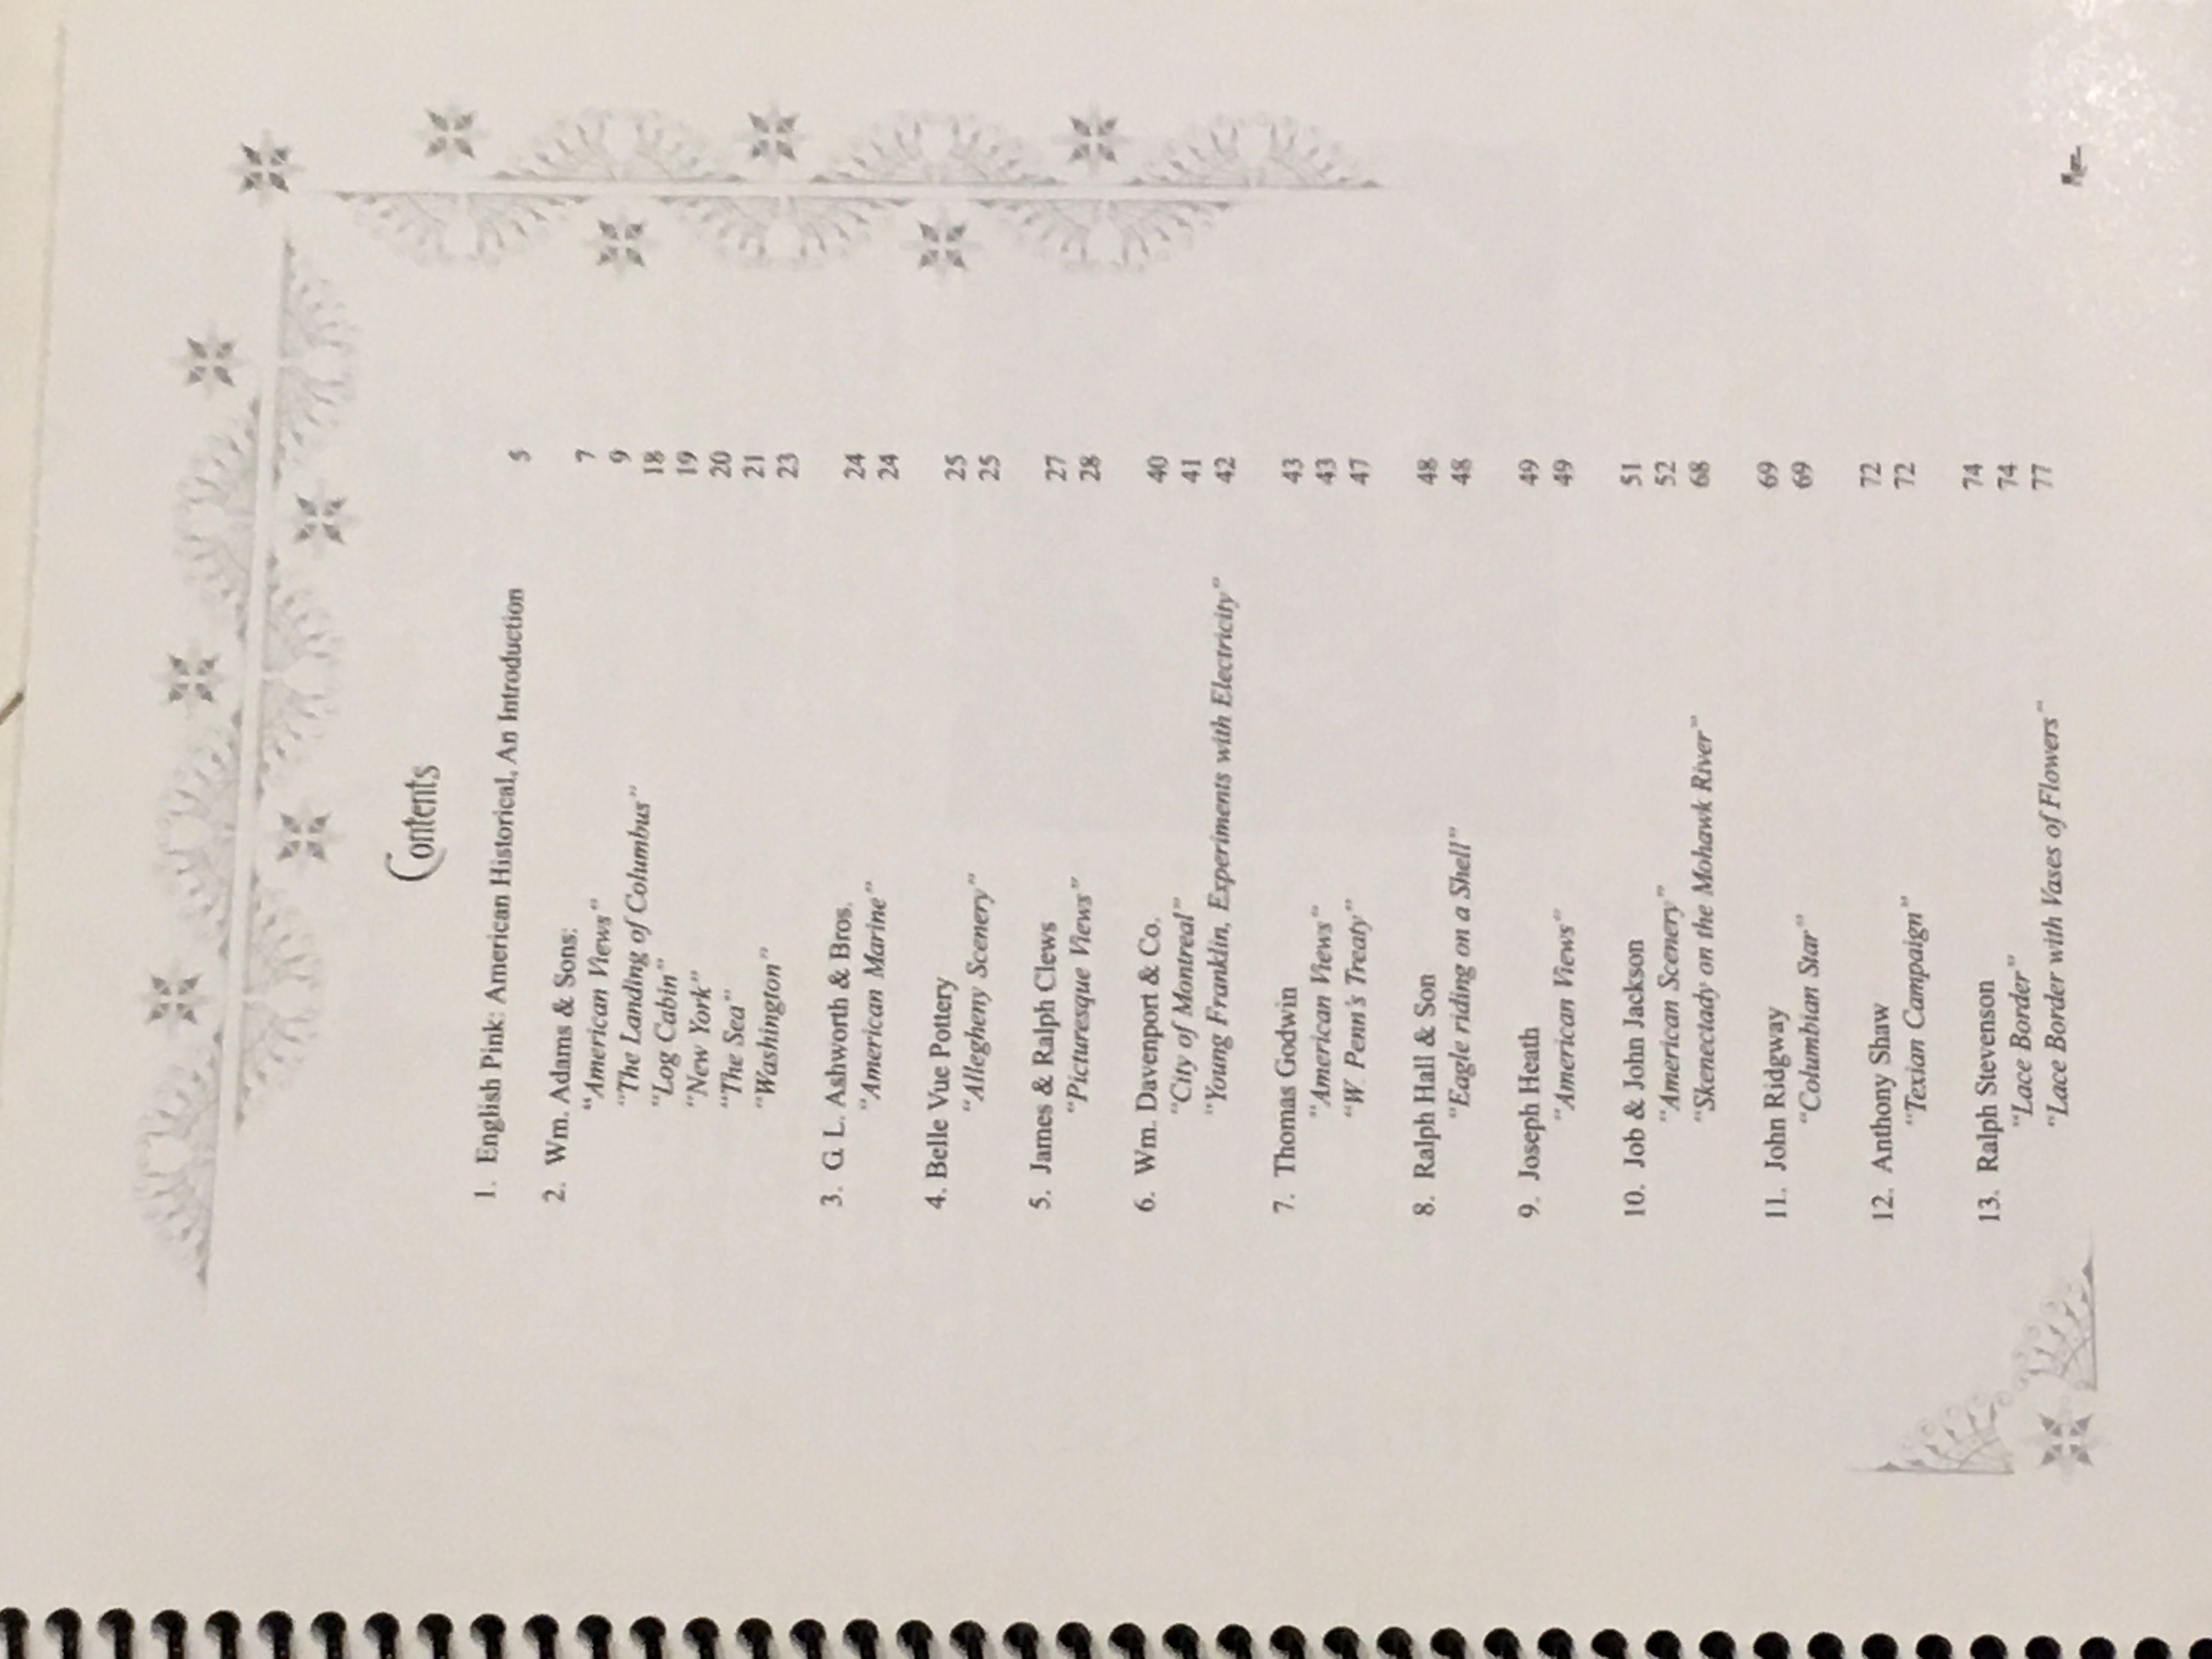 Contents
1. English Pink: American Historical, An Introduction 5
2. Wm. Adams & Sons: 7
"American Views" 9
"The Landing of Columbus" 18
"Log Cabin" 19
"New York" 20
"The Sea" 21
"Washington" 23
3. G. L. Ashworth & Bros. 24
"American Marine" 24
4. Belle Vue Pottery 25
"Allegheny Scenery" 25
5. James & Ralph Clews 27
"Picturesque Views" 28
6. Wm. Davenport & Co. 40
"City of Montreal" 41
"Young Franklin, Experiments with Electricity" 42
7. Thomas Godwin 43
"American Views" 43
"W. Penn's Treaty" 47
8. Ralph Hall & Son 48
"Eagle riding on a Shell" 48
9. Joseph Heath 49
"American Views" 49
10. Job & John Jackson 51
"American Scenery" 52
"Skenectady on the Mohawk River" 68
11. John Ridgway 69
"Columbian Star" 69
12. Anthony Shaw 72
"Texian Campaign" 72
13. Ralph Stevenson 74
"Lace Border" 74
"Lace Border with Vases of Flowers" 77